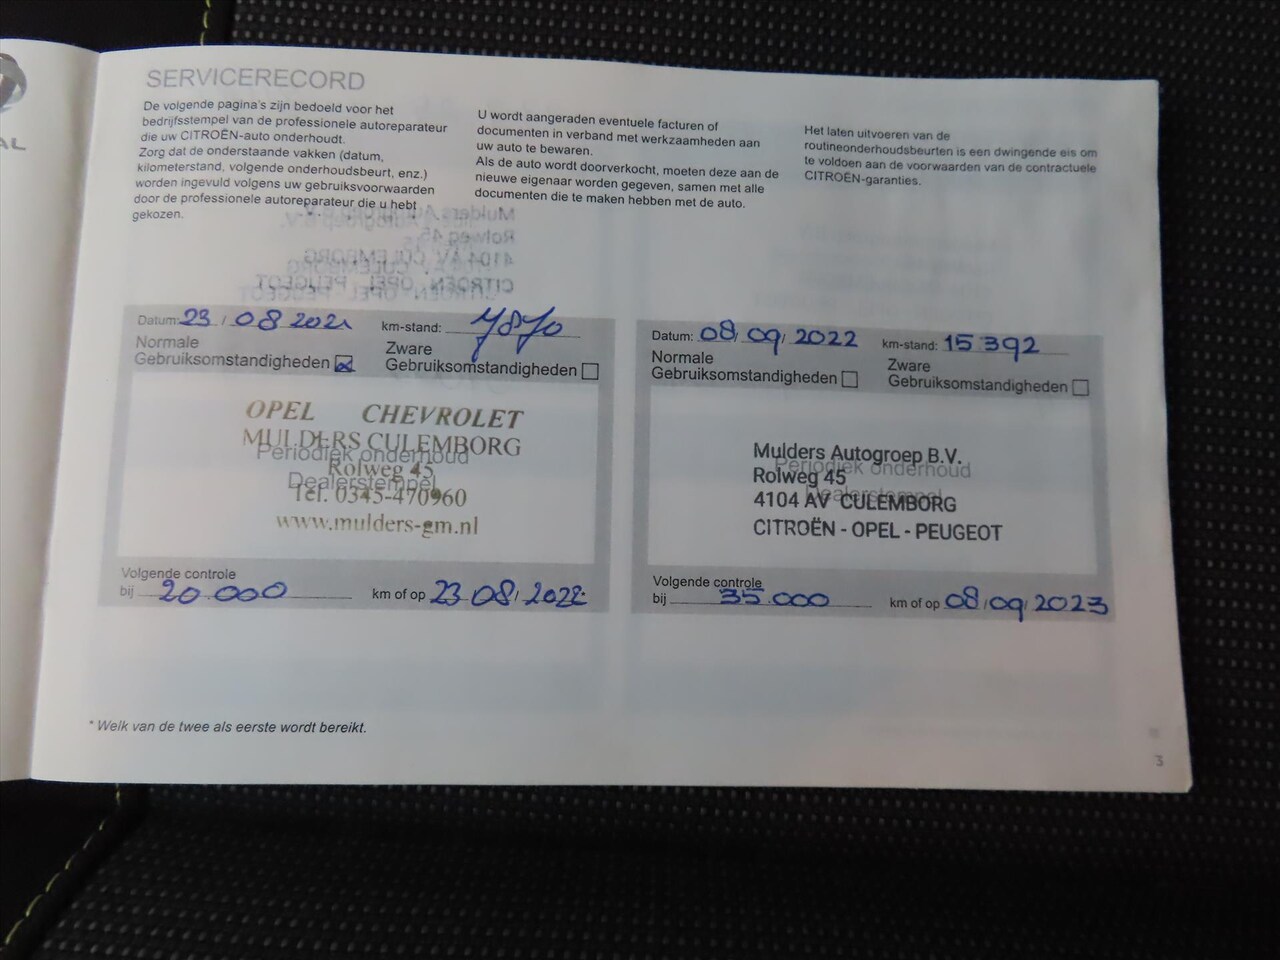 SERVICERECORD
De volgende pagina's zijn bedoeld voor het
bedrijfsstempel van de professionele autoreparateur
die uw CITROËN-auto onderhoudt.
Zorg dat de onderstaande vakken (datum,
kilometerstand, volgende onderhoudsbeurt, enz.)
worden ingevuld volgens uw gebruiksvoorwaarden
door de professionele autoreparateur die u hebt
gekozen.
U wordt aangeraden eventuele facturen of
documenten in verband met werkzaamheden aan
uw auto te bewaren.
Als de auto wordt doorverkocht, moeten deze aan de
nieuwe eigenaar worden gegeven, samen met alle
documenten die te maken hebben met de auto.
Het laten uitvoeren van de
routineonderhoudsbeurten is een dwingende eis om
te voldoen aan de voorwaarden van de contractuele
CITROËN-garanties.
Datum: 23 / 08 2021 km-stand:
Normale
Gebruiksomstandigheden
Zware
Gebruiksomstandigheden
OPEL CHEVROLET
MULDERS CULEMBORG
Periodiek onderhoud
Rolweg 45
Dealerstempel
Tel. 0345-470960
www.mulders-gm.nl
Volgende controle
bij 20.000 km of op 23.08/2022
Datum: 08/09/2022 km-stand: 15392
Normale
Gebruiksomstandigheden
Zware
Gebruiksomstandigheden
Mulders Autogroep B.V.
Periodiek onderhoud
Rolweg 45
Dealerstempel
4104 AV CULEMBORG
CITROËN - OPEL - PEUGEOT
Volgende controle
bij 35.000 km of op 08/09/2023
* Welk van de twee als eerste wordt bereikt.
3